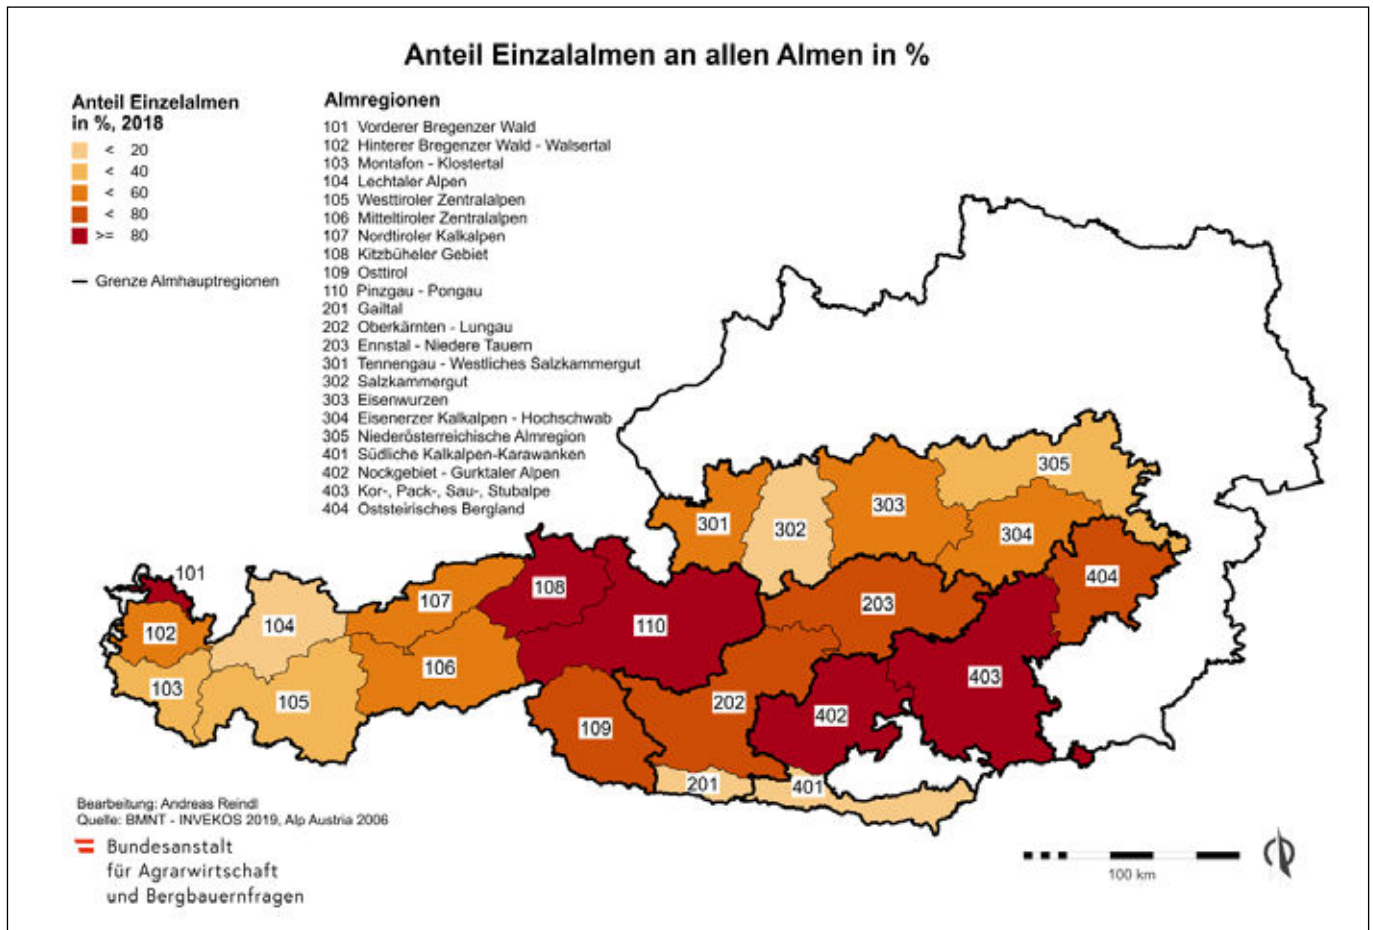 Anteil Einzalalmen an allen Almen in %
Anteil Einzelalmen
in %, 2018
< 20
< 40
< 60
< 80
>= 80
Grenze Almhauptregionen
Almregionen
101 Vorderer Bregenzer Wald
102 Hinterer Bregenzer Wald - Walsertal
103 Montafon - Klostertal
104 Lechtaler Alpen
105 Westtiroler Zentralalpen
106 Mitteltiroler Zentralalpen
107 Nordtiroler Kalkalpen
108 Kitzbüheler Gebiet
109 Osttirol
110 Pinzgau - Pongau
201 Gailtal
202 Oberkärnten - Lungau
203 Ennstal - Niedere Tauern
301 Tennengau - Westliches Salzkammergut
302 Salzkammergut
303 Eisenwurzen
304 Eisenerzer Kalkalpen - Hochschwab
305 Niederösterreichische Almregion
401 Südliche Kalkalpen-Karawanken
402 Nockgebiet - Gurktaler Alpen
403 Kor-, Pack-, Sau-, Stubalpe
404 Oststeirisches Bergland
305
303
301
302
304
101
404
108
107
203
104
110
102
106
403
103
105
202
402
109
201
401
Bearbeitung: Andreas Reindl
Quelle: BMNT - INVEKOS 2019, Alp Austria 2006
Bundesanstalt
für Agrarwirtschaft
und Bergbauernfragen
100 km